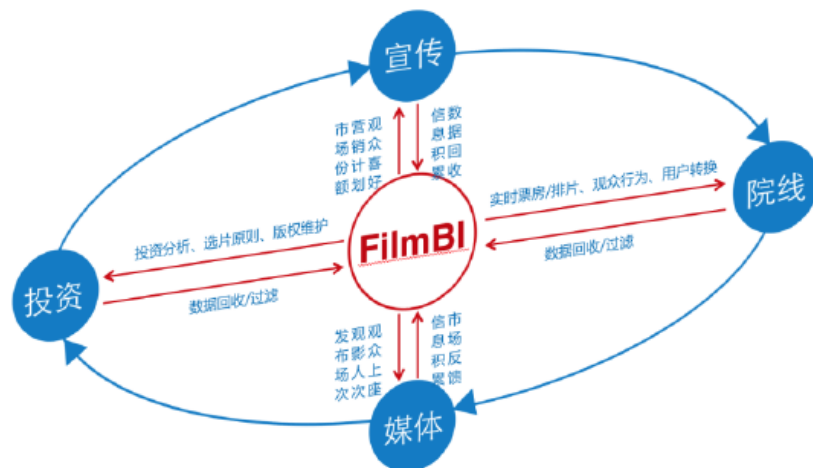 宣传
市场份额
营销计划
观众喜好
信息积累
数据回收
实时票房/排片、观众行为、用户转换
院线
数据回收/过滤
FilmBI
投资分析、选片原则、版权维护
投资
数据回收/过滤
发布场次
观影人次
观众上座
信息积累
市场反馈
媒体